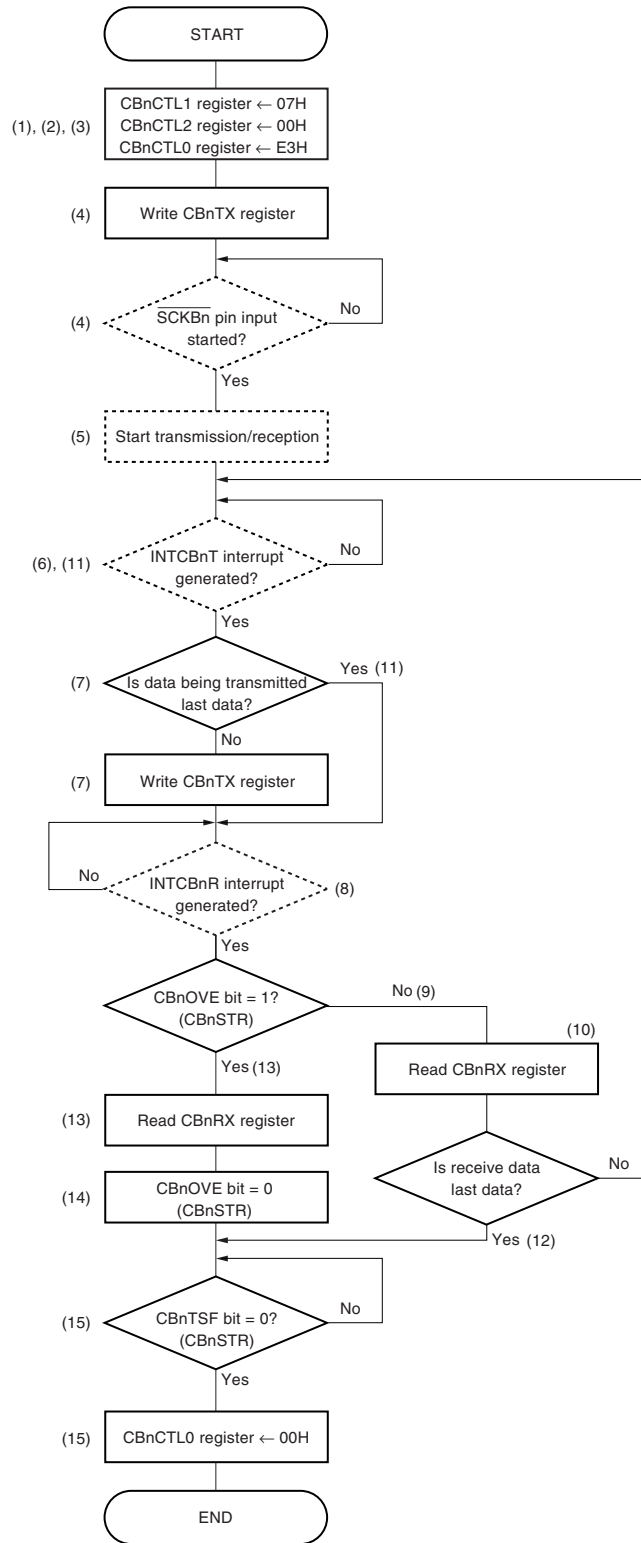 START
(1), (2), (3)
CBnCTL1 register ← 07H
CBnCTL2 register ← 00H
CBnCTL0 register ← E3H
(4)
Write CBnTX register
(4)
SCKBn pin input
started?
No
Yes
(5)
Start transmission/reception
(6), (11)
INTCBnT interrupt
generated?
No
Yes
(7)
Is data being transmitted
last data?
Yes (11)
No
(7)
Write CBnTX register
No
INTCBnR interrupt
generated?
(8)
Yes
CBnOVE bit = 1?
(CBnSTR)
No (9)
Yes (13)
(10)
Read CBnRX register
(13)
Read CBnRX register
Is receive data
last data?
No
Yes (12)
(14)
CBnOVE bit = 0
(CBnSTR)
(15)
CBnTSF bit = 0?
(CBnSTR)
No
Yes
(15)
CBnCTL0 register ← 00H
END